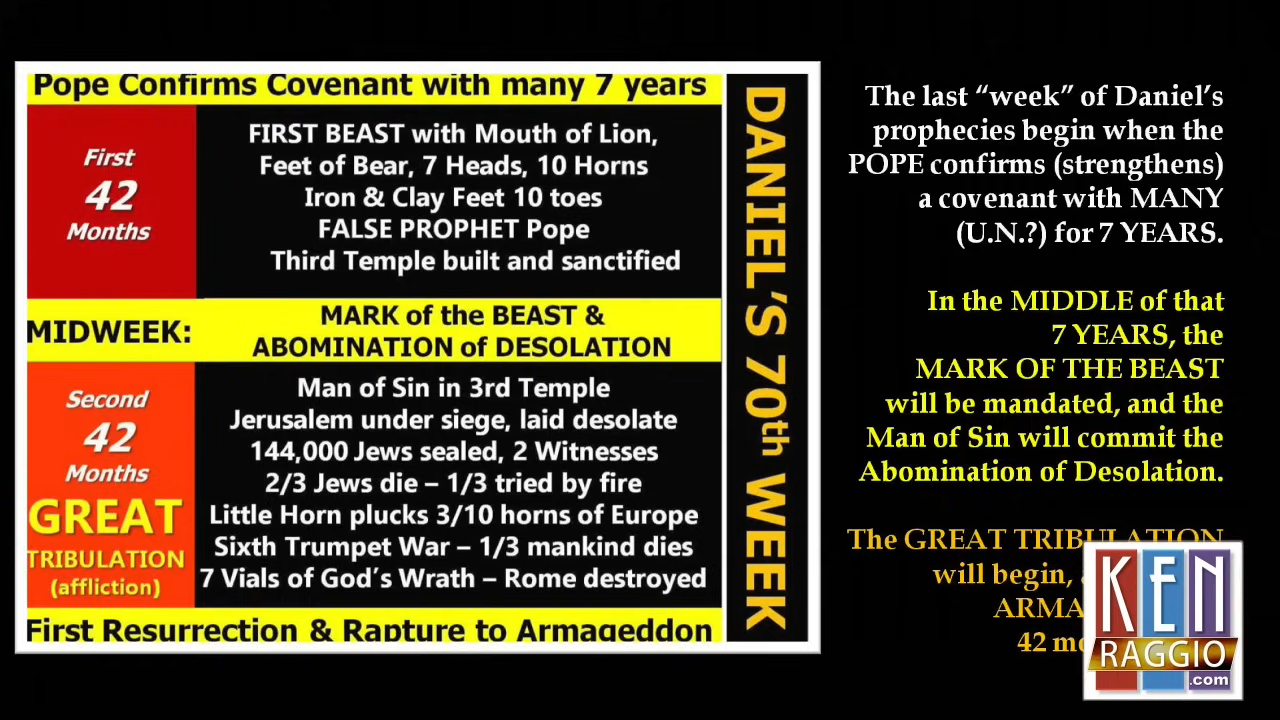 Pope Confirms Covenant with many 7 years
First
42
Months
FIRST BEAST with Mouth of Lion,
Feet of Bear, 7 Heads, 10 Horns
Iron & Clay Feet 10 toes
FALSE PROPHET Pope
Third Temple built and sanctified
MIDWEEK:
MARK of the BEAST &
ABOMINATION of DESOLATION
Second
42
Months
GREAT
TRIBULATION
(affliction)
Man of Sin in 3rd Temple
Jerusalem under siege, laid desolate
144,000 Jews sealed, 2 Witnesses
2/3 Jews die – 1/3 tried by fire
Little Horn plucks 3/10 horns of Europe
Sixth Trumpet War – 1/3 mankind dies
7 Vials of God's Wrath – Rome destroyed
First Resurrection & Rapture to Armageddon
DANIEL'S 70th WEEK
The last “week” of Daniel’s
prophecies begin when the
POPE confirms (strengthens)
a covenant with MANY
(U.N.?) for 7 YEARS.
In the MIDDLE of that
7 YEARS, the
MARK OF THE BEAST
will be mandated, and the
Man of Sin will commit the
Abomination of Desolation.
The GREAT TRIBULATION
will begin,
42
KEN
RAGGIO
.com